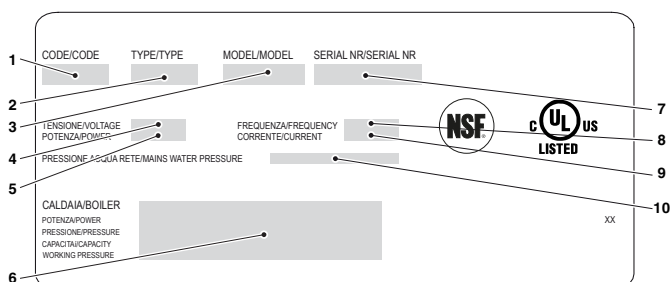 CODE/CODE TYPE/TYPE MODEL/MODEL SERIAL NR/SERIAL NR
1
2
3
7
TENSIONE/VOLTAGE FREQUENZA/FREQUENCY
POTENZA/POWER CORRENTE/CURRENT
NSF
C UL US
LISTED
8
4
5
9
PRESSIONE ACQUA RETE/MAINS WATER PRESSURE
10
CALDAIA/BOILER
POTENZA/POWER XX
PRESSIONE/PRESSURE
CAPACITAI/CAPACITY
WORKING PRESSURE
6